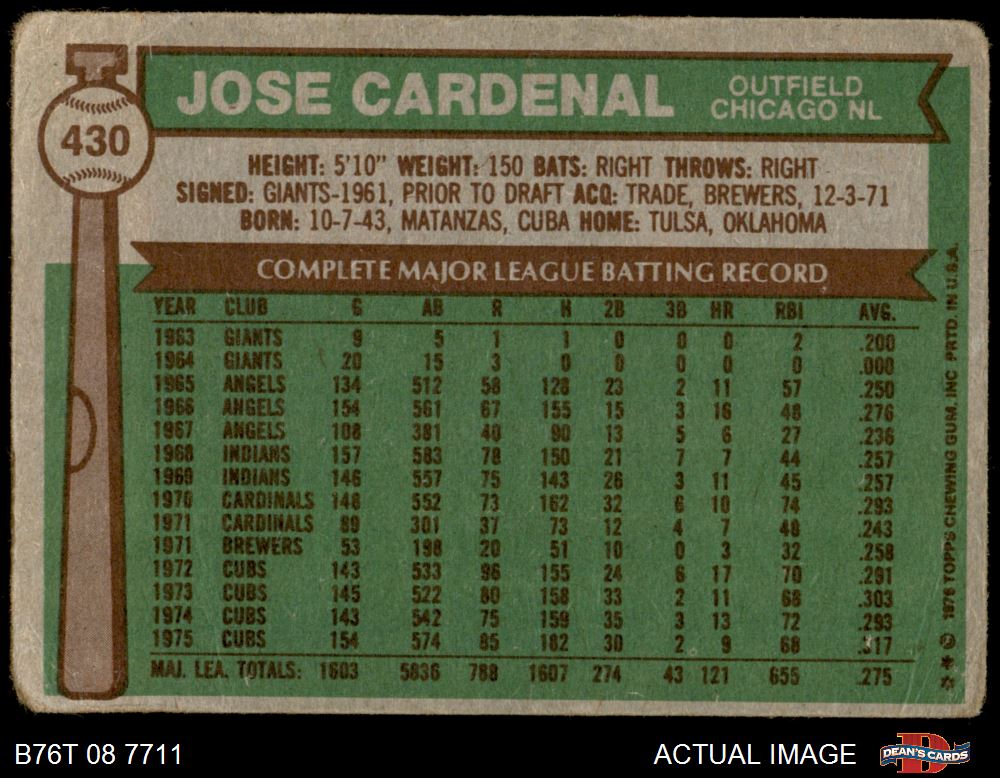 430
JOSE CARDENAL
OUTFIELD
CHICAGO NL
HEIGHT: 5'10" WEIGHT: 150 BATS: RIGHT THROWS: RIGHT
SIGNED: GIANTS-1961, PRIOR TO DRAFT ACQ: TRADE, BREWERS, 12-3-71
BORN: 10-7-43, MATANZAS, CUBA HOME: TULSA, OKLAHOMA
COMPLETE MAJOR LEAGUE BATTING RECORD
YEAR CLUB G AB R H 2B 3B HR RBI AVG.
1963 GIANTS 9 5 1 1 0 0 0 2 .200
1964 GIANTS 20 15 3 0 0 0 0 0 .000
1965 ANGELS 134 512 58 128 23 2 11 57 .250
1966 ANGELS 154 561 67 155 15 3 16 48 .276
1967 ANGELS 108 381 40 90 13 5 6 27 .236
1968 INDIANS 157 583 78 150 21 7 7 44 .257
1969 INDIANS 146 557 75 143 26 3 11 45 .257
1970 CARDINALS 148 552 73 162 32 6 10 74 .293
1971 CARDINALS 89 301 37 73 12 4 7 48 .243
1971 BREWERS 53 198 20 51 10 0 3 32 .258
1972 CUBS 143 533 96 155 24 6 17 70 .291
1973 CUBS 145 522 80 158 33 2 11 68 .303
1974 CUBS 143 542 75 159 35 3 13 72 .293
1975 CUBS 154 574 85 182 30 2 9 68 .317
MAJ. LEA. TOTALS: 1603 5836 788 1607 274 43 121 655 .275
** © 1976 TOPPS CHEWING GUM, INC PRTD. IN U.S.A.
B76T 08 7711
ACTUAL IMAGE
D
DEAN'S CARDS